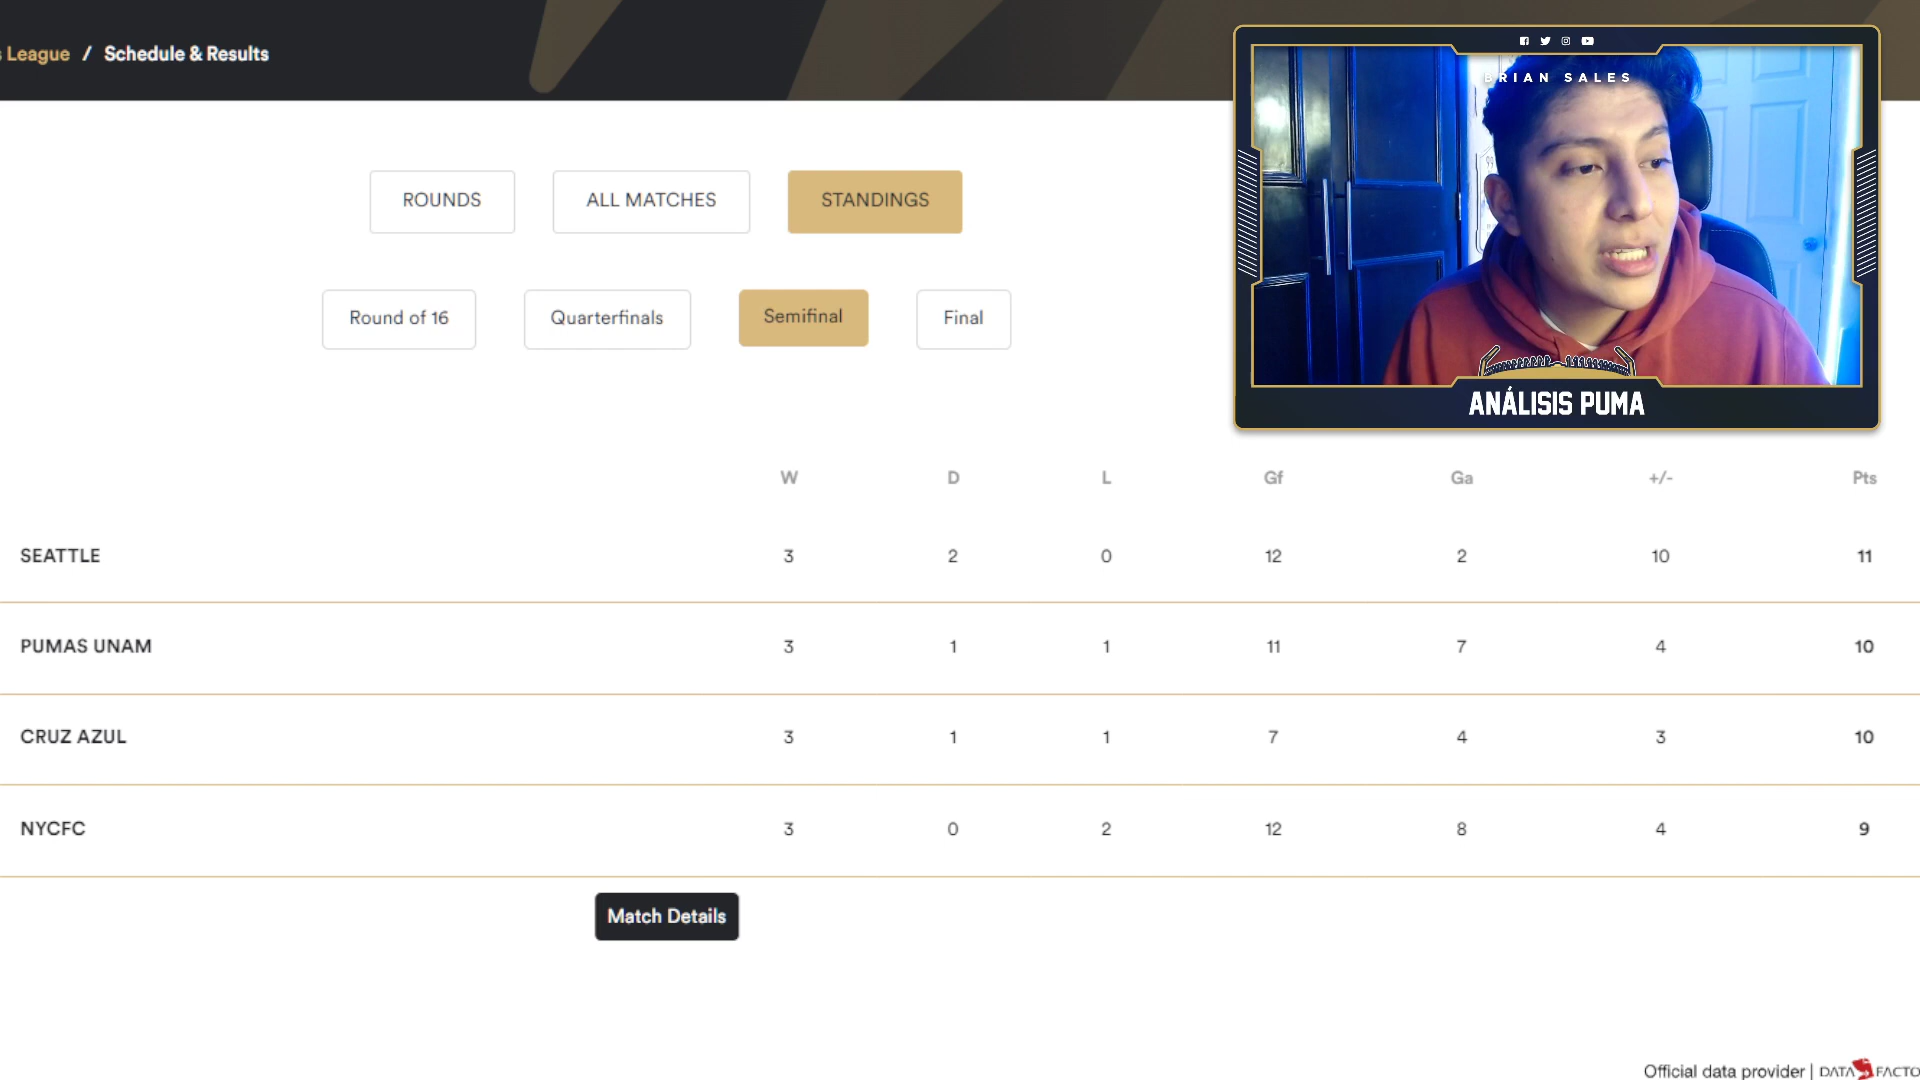 s League / Schedule & Results
BRIAN SALES
ROUNDS ALL MATCHES STANDINGS
Round of 16 Quarterfinals Semifinal Final
ANÁLISIS PUMA
W D L Gf Ga +/- Pts
SEATTLE 3 2 0 12 2 10 11
PUMAS UNAM 3 1 1 11 7 4 10
CRUZ AZUL 3 1 1 7 4 3 10
NYCFC 3 0 2 12 8 4 9
Match Details
Official data provider | DATAFACTO